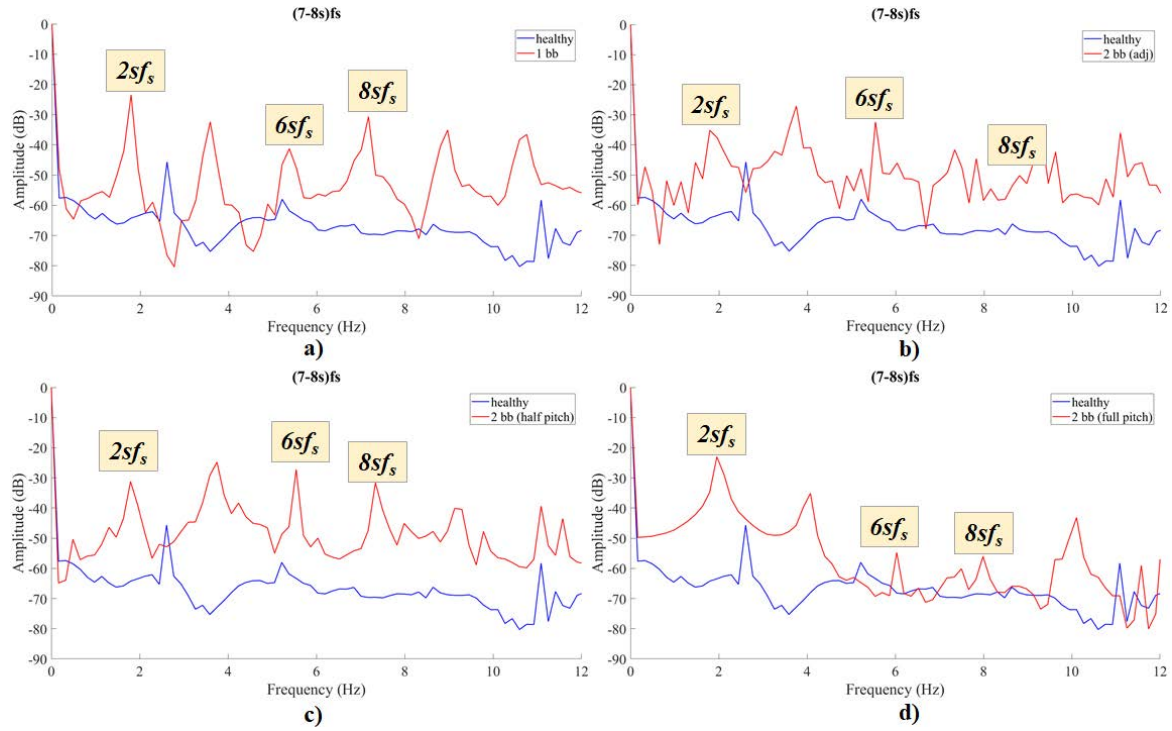 (7-8s)fs
0
-10
-20
-30
-40
-50
-60
-70
-80
-90
Amplitude (dB)
healthy
1 bb
2sfs
6sfs
8sfs
0 2 4 6 8 10 12
Frequency (Hz)
a)
(7-8s)fs
0
-10
-20
-30
-40
-50
-60
-70
-80
-90
Amplitude (dB)
healthy
2 bb (adj)
2sfs
6sfs
8sfs
0 2 4 6 8 10 12
Frequency (Hz)
b)
(7-8s)fs
0
-10
-20
-30
-40
-50
-60
-70
-80
-90
Amplitude (dB)
healthy
2 bb (half pitch)
2sfs
6sfs
8sfs
0 2 4 6 8 10 12
Frequency (Hz)
c)
(7-8s)fs
0
-10
-20
-30
-40
-50
-60
-70
-80
-90
Amplitude (dB)
healthy
2 bb (full pitch)
2sfs
6sfs
8sfs
0 2 4 6 8 10 12
Frequency (Hz)
d)